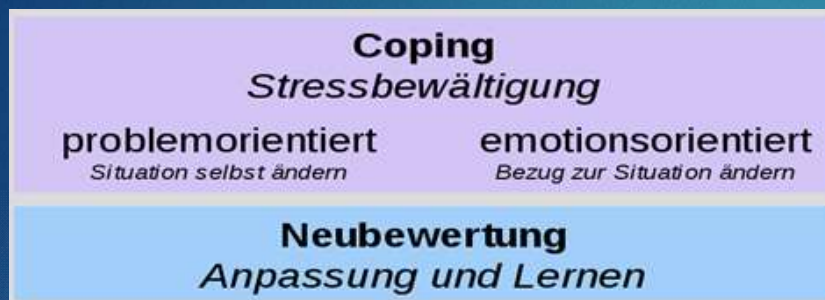 Coping
Stressbewältigung
problemorientiert emotionsorientiert
Situation selbst ändern Bezug zur Situation ändern
Neubewertung
Anpassung und Lernen